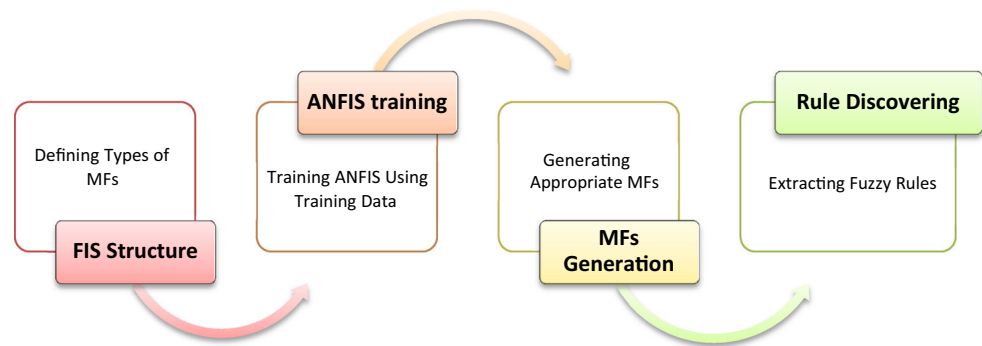 Defining Types of
MFs
FIS Structure
ANFIS training
Training ANFIS Using
Training Data
Generating
Appropriate MFs
MFs
Generation
Rule Discovering
Extracting Fuzzy Rules